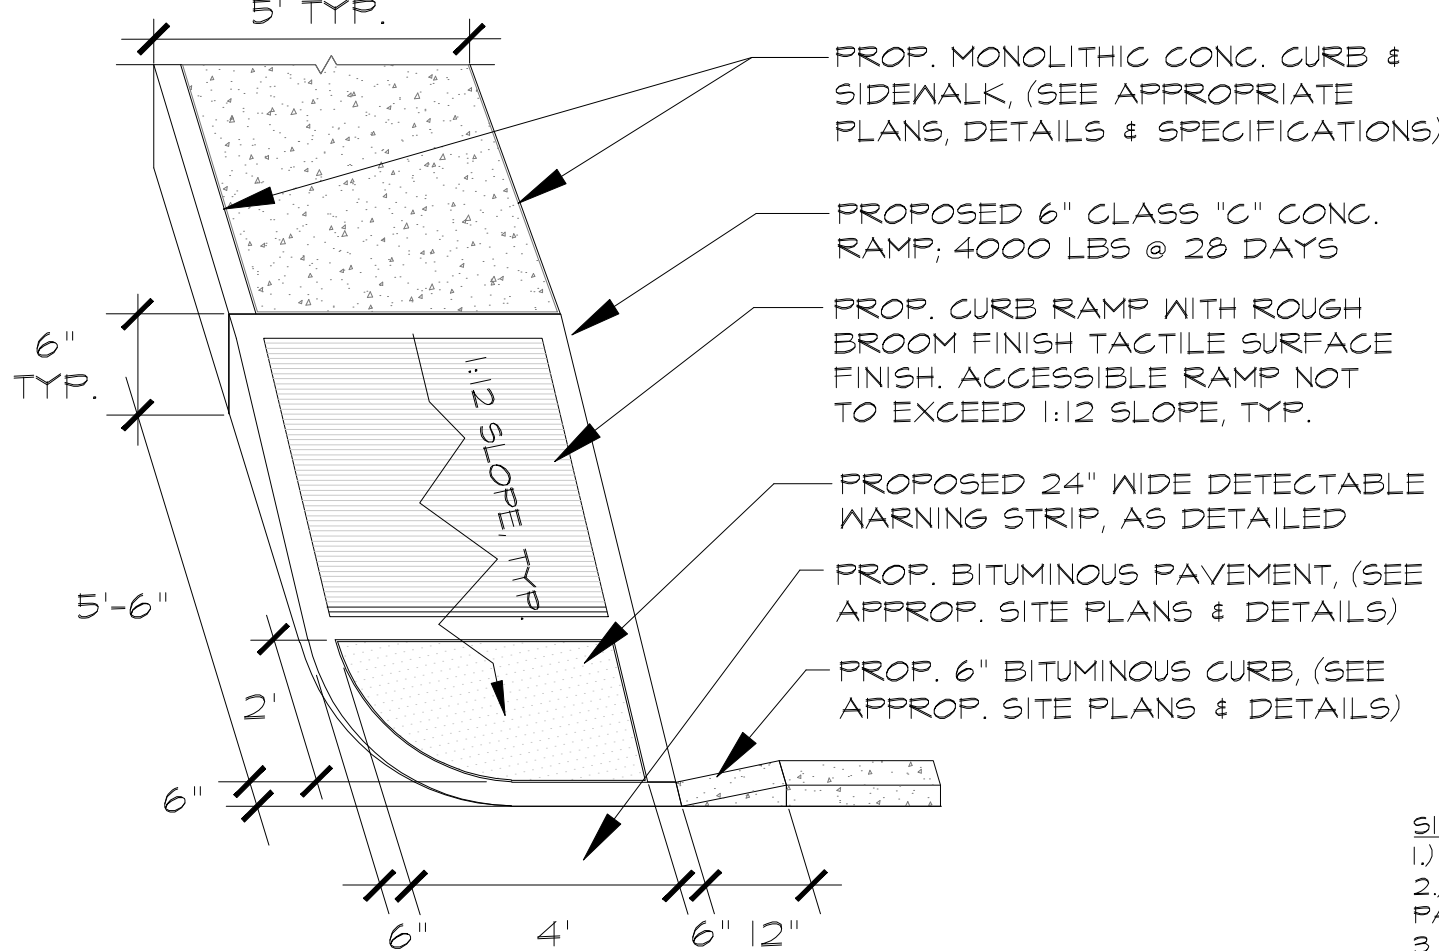 5' TYP.
PROP. MONOLITHIC CONC. CURB &
SIDEWALK, (SEE APPROPRIATE
PLANS, DETAILS & SPECIFICATIONS)
PROPOSED 6" CLASS "C" CONC.
RAMP; 4000 LBS @ 28 DAYS
PROP. CURB RAMP WITH ROUGH
BROOM FINISH TACTILE SURFACE
FINISH. ACCESSIBLE RAMP NOT
TO EXCEED 1:12 SLOPE, TYP.
6"
TYP.
1:12 SLOPE, TYP.
PROPOSED 24" WIDE DETECTABLE
WARNING STRIP, AS DETAILED
PROP. BITUMINOUS PAVEMENT, (SEE
APPROP. SITE PLANS & DETAILS)
5'-6"
PROP. 6" BITUMINOUS CURB, (SEE
APPROP. SITE PLANS & DETAILS)
2'
6"
6"
4'
6"
12"
1.)
2.
3